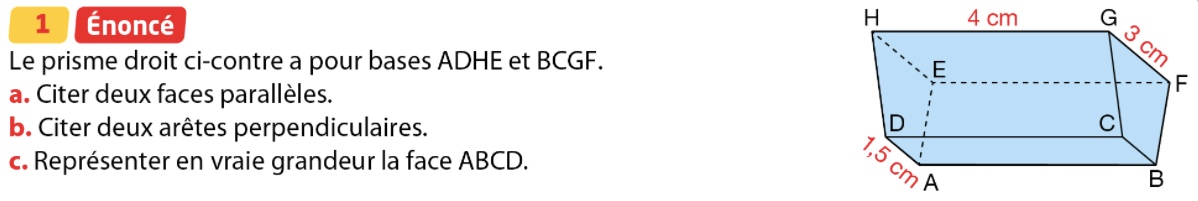 1 Énoncé
Le prisme droit ci-contre a pour bases ADHE et BCGF.
a. Citer deux faces parallèles.
b. Citer deux arêtes perpendiculaires.
c. Représenter en vraie grandeur la face ABCD.
H 4 cm G
3 cm
E
F
D C
1,5 cm
A B